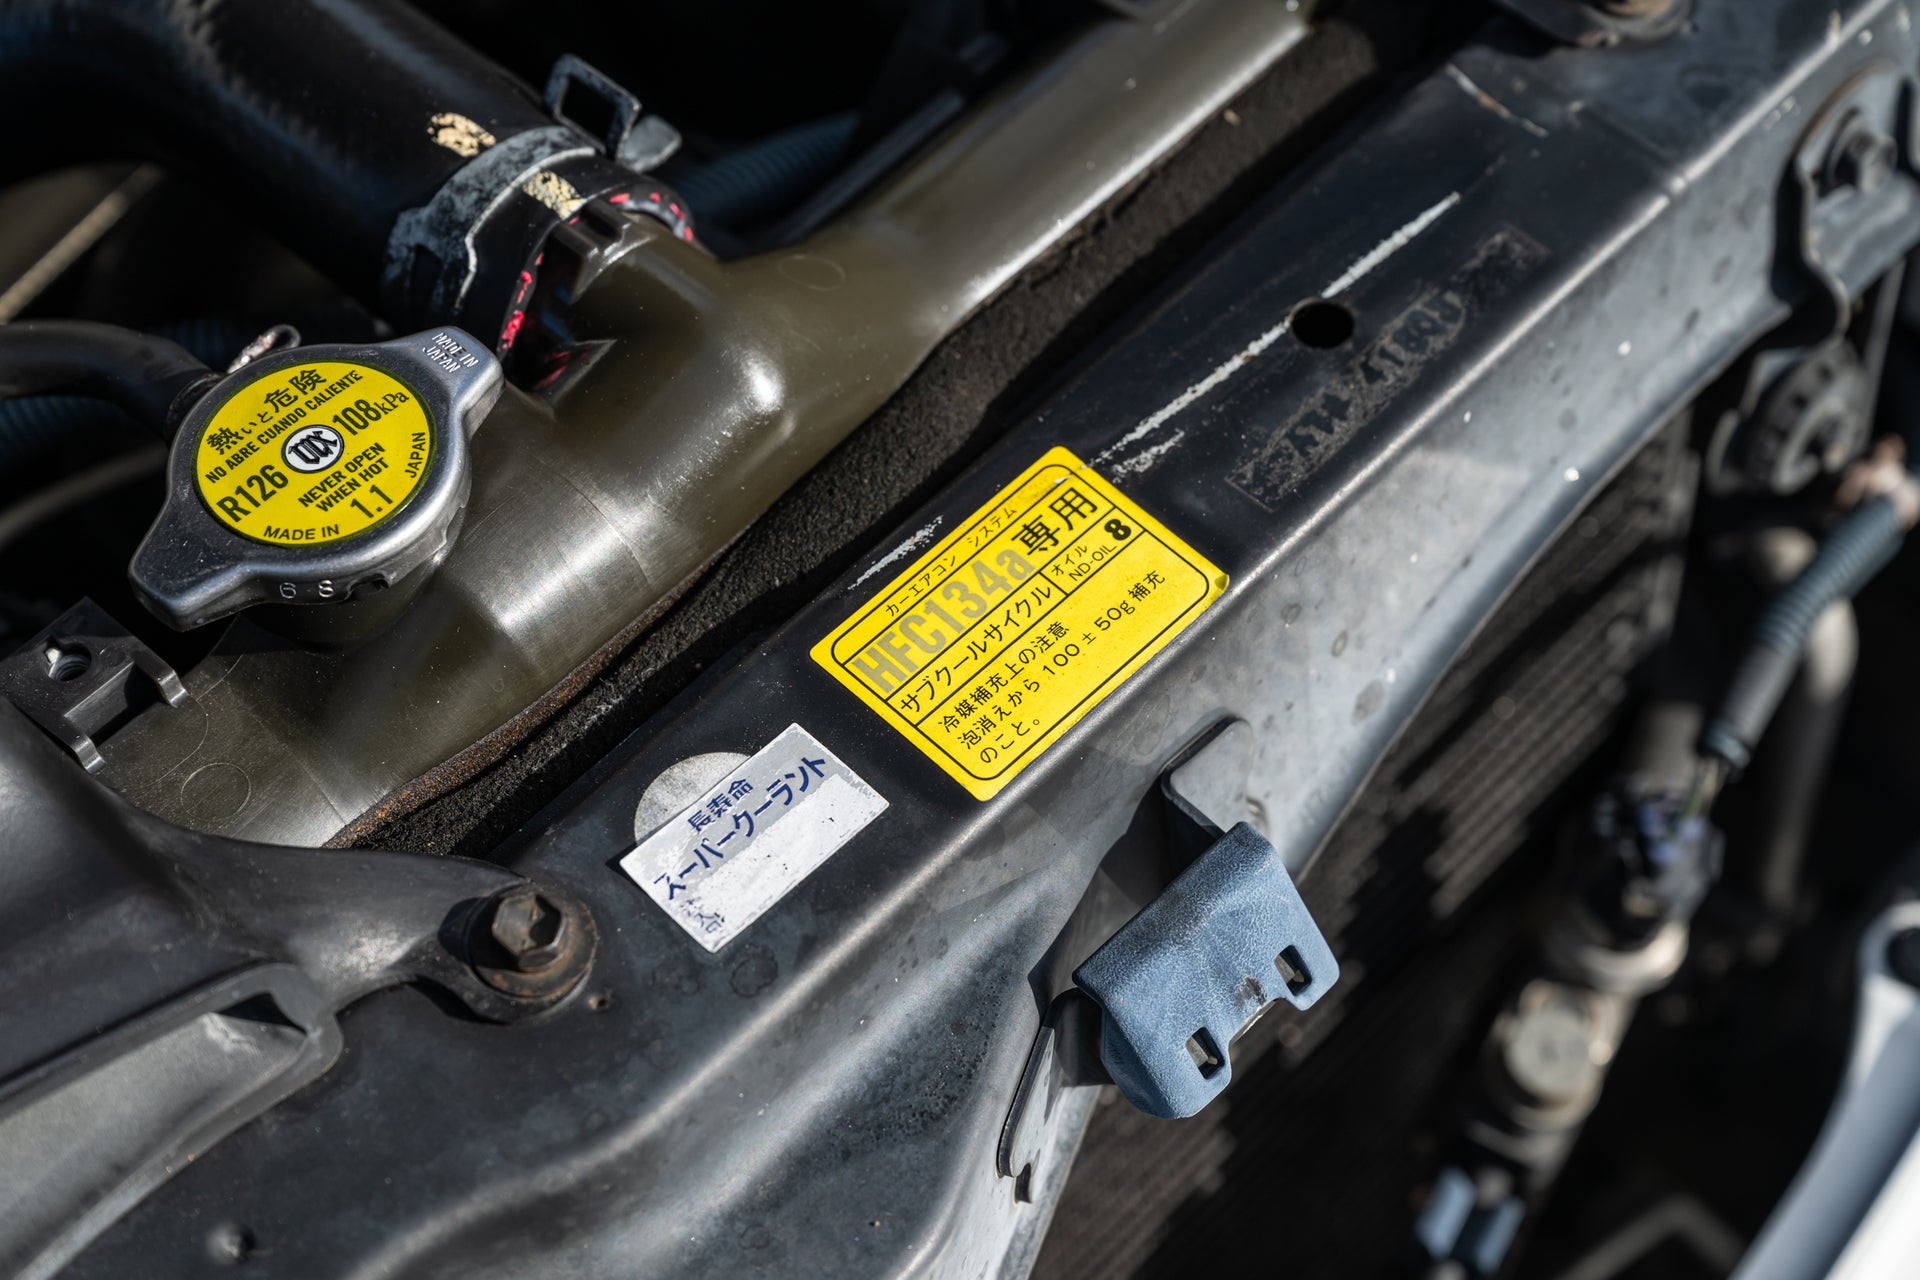 MADE IN
JAPAN
熱いと危険
NO ABRE CUANDO CALIENTE
R126
108kPa
NEVER OPEN
WHEN HOT
1.1
MADE IN JAPAN
6 8
カーエアコン システム
HFC134a専用
サブクールサイクル
オイル
ND-OIL 8
冷媒補充上の注意
泡消えから100±50g補充
のこと。
長寿命
スーパークーラント